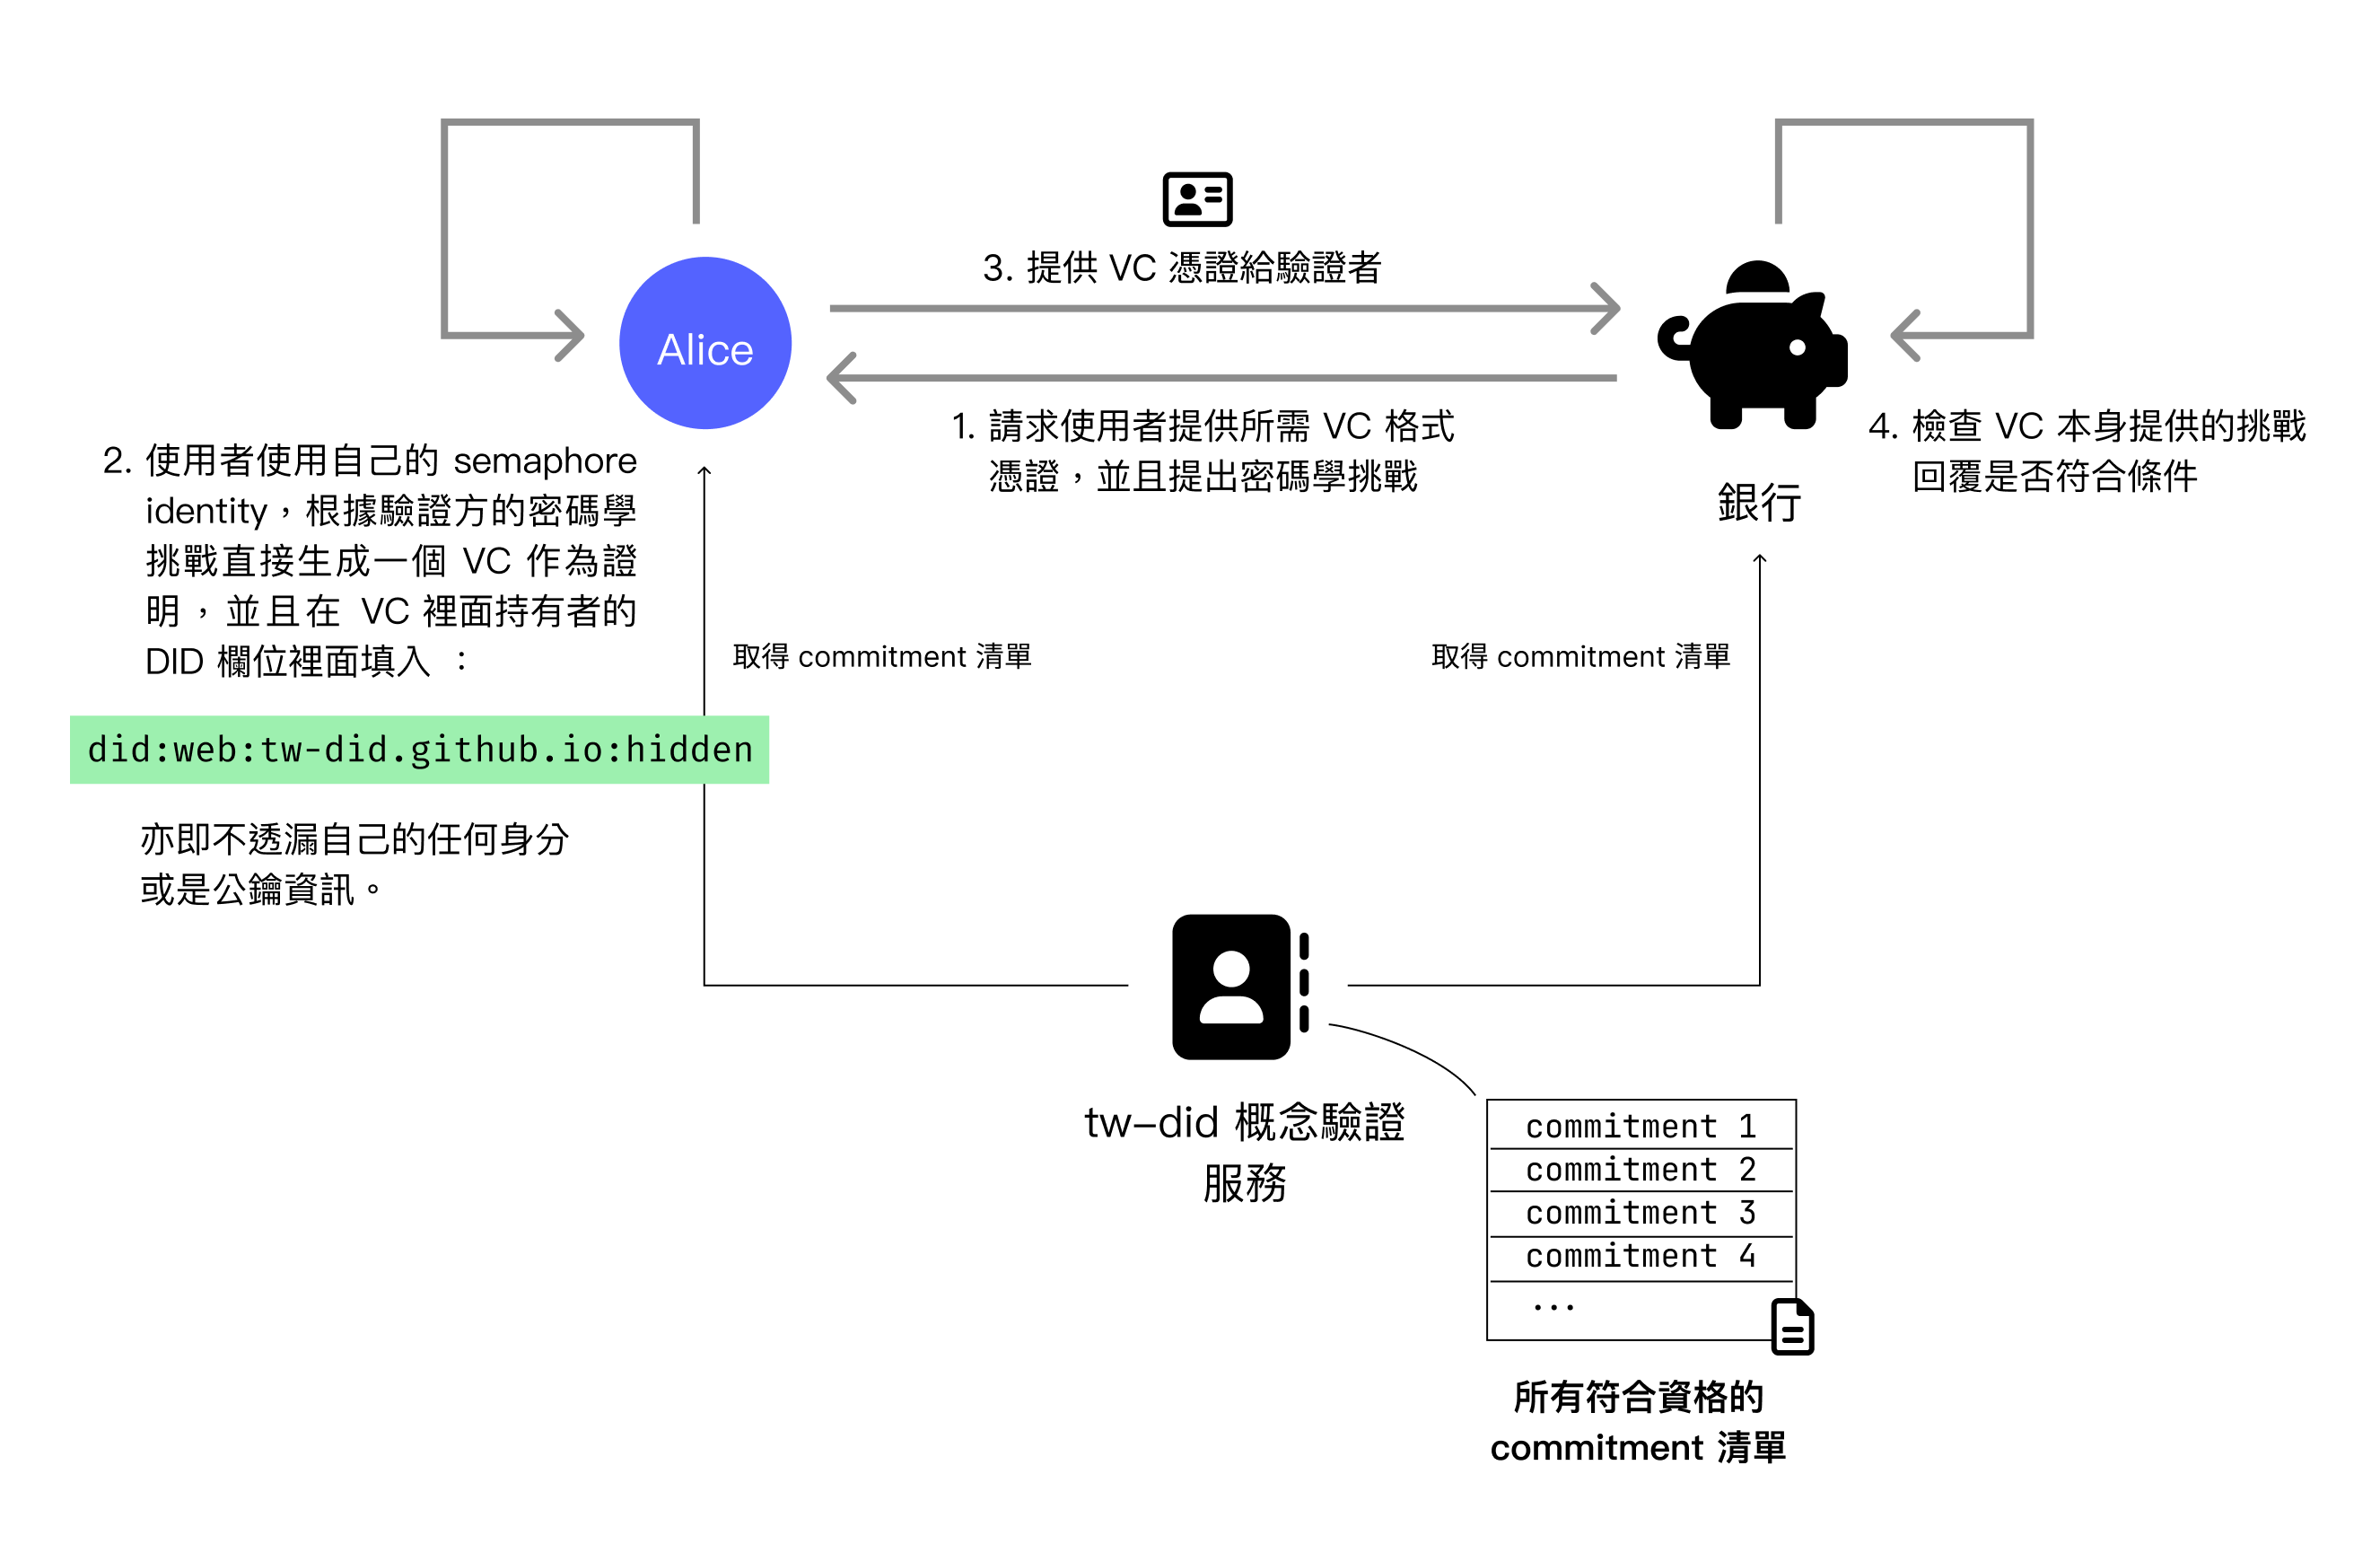 3. 提供 VC 憑證給驗證者
Alice
1. 請求使用者提供所需 VC 格式
憑證，並且提出密碼學挑戰
銀行
4. 檢查 VC 本身提供的挑戰
回覆是否符合條件
2. 使用者使用自己的 semaphore
identity，根據驗證方的密碼學
挑戰直接生成一個 VC 作為證
明，並且在 VC 裡面持有者的
DID 欄位裡面填入 ：
did:web:tw-did.github.io:hidden
亦即不透漏自己的任何身分
或是公鑰資訊。
取得 commitment 清單
取得 commitment 清單
tw-did 概念驗證
服務
commitment 1
commitment 2
commitment 3
commitment 4
...
所有符合資格的
commitment 清單